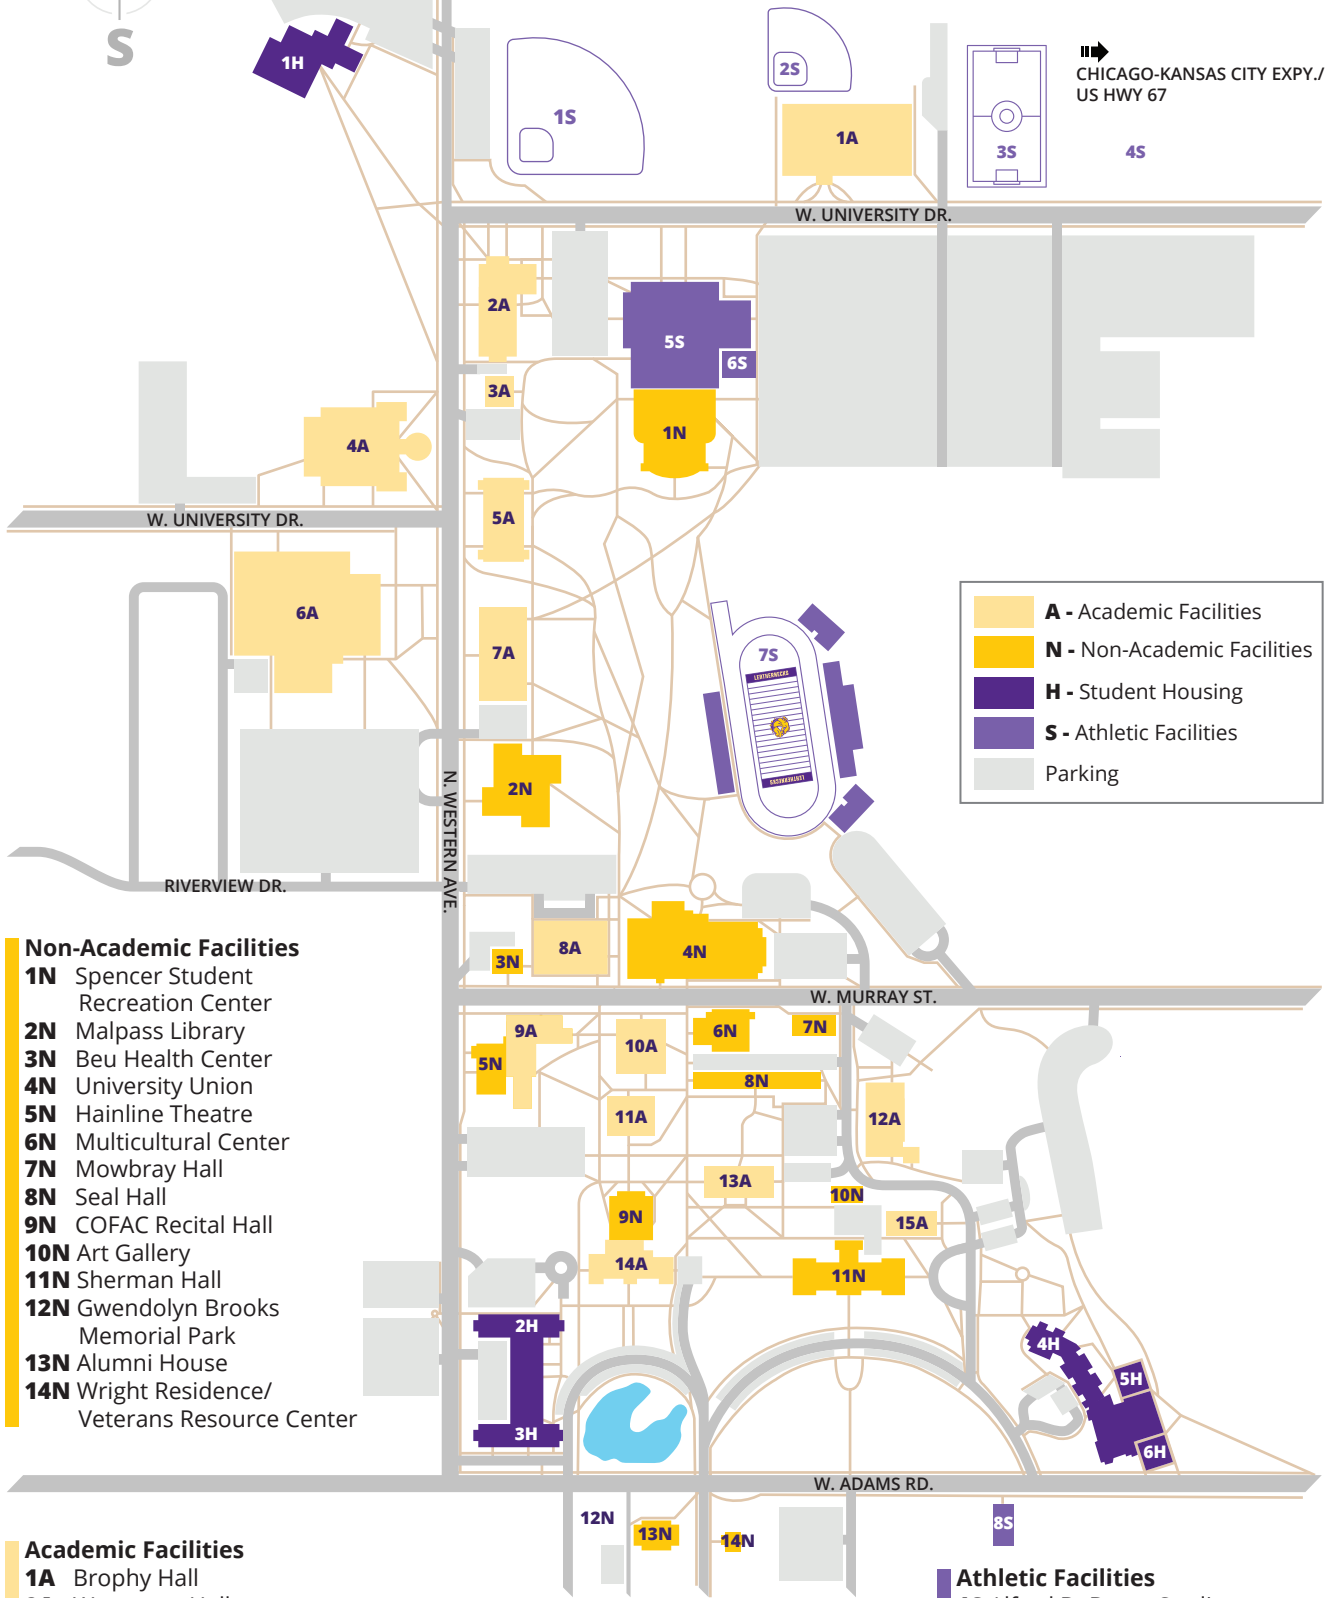 S
1H
1S
2S
1A
3S
4S
CHICAGO-KANSAS CITY EXPY./
US HWY 67
W. UNIVERSITY DR.
2A
5S
6S
3A
1N
4A
5A
W. UNIVERSITY DR.
6A
7A
7S
LEATHERNECKS
LEATHERNECKS
A - Academic Facilities
N - Non-Academic Facilities
H - Student Housing
S - Athletic Facilities
Parking
2N
N. WESTERN AVE.
RIVERVIEW DR.
8A
3N
4N
W. MURRAY ST.
9A
5N
10A
6N
7N
8N
11A
12A
13A
10N
9N
15A
14A
11N
2H
3H
4H
5H
6H
W. ADAMS RD.
12N
13N
14N
8S
Non-Academic Facilities
1N Spencer Student
Recreation Center
2N Malpass Library
3N Beu Health Center
4N University Union
5N Hainline Theatre
6N Multicultural Center
7N Mowbray Hall
8N Seal Hall
9N COFAC Recital Hall
10N Art Gallery
11N Sherman Hall
12N Gwendolyn Brooks
Memorial Park
13N Alumni House
14N Wright Residence/
Veterans Resource Center
Academic Facilities
1A Brophy Hall
Athletic Facilities